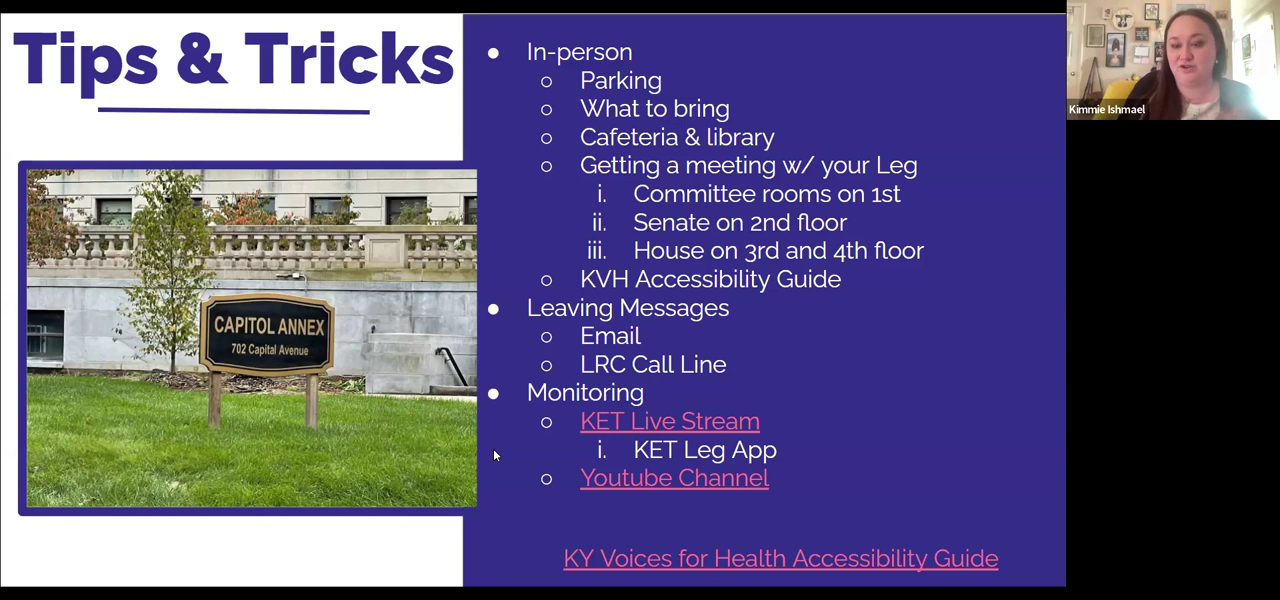 Tips & Tricks
● In-person
○ Parking
○ What to bring
○ Cafeteria & library
○ Getting a meeting w/ your Leg
i. Committee rooms on 1st
ii. Senate on 2nd floor
iii. House on 3rd and 4th floor
○ KVH Accessibility Guide
● Leaving Messages
○ Email
○ LRC Call Line
● Monitoring
○ KET Live Stream
i. KET Leg App
○ Youtube Channel
KY Voices for Health Accessibility Guide
CAPITOL ANNEX
702 Capital Avenue
Kimmie Ishmael